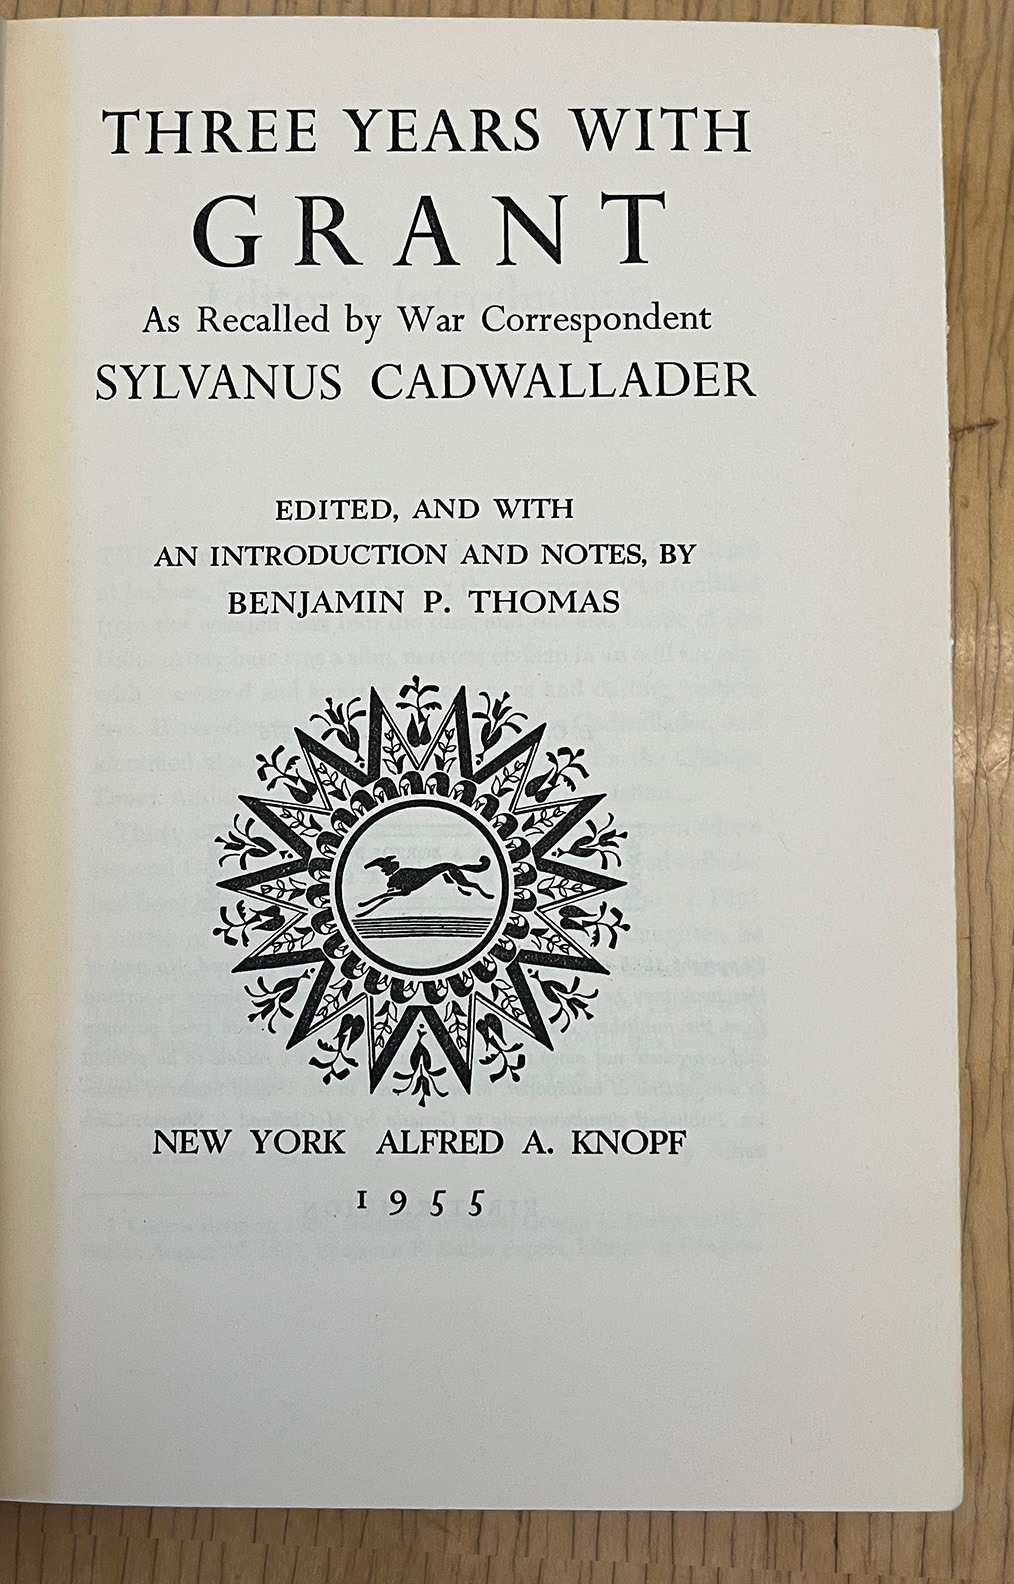 THREE YEARS WITH
GRANT
As Recalled by War Correspondent
SYLVANUS CADWALLADER
EDITED, AND WITH
AN INTRODUCTION AND NOTES, BY
BENJAMIN P. THOMAS
NEW YORK ALFRED A. KNOPF
1955